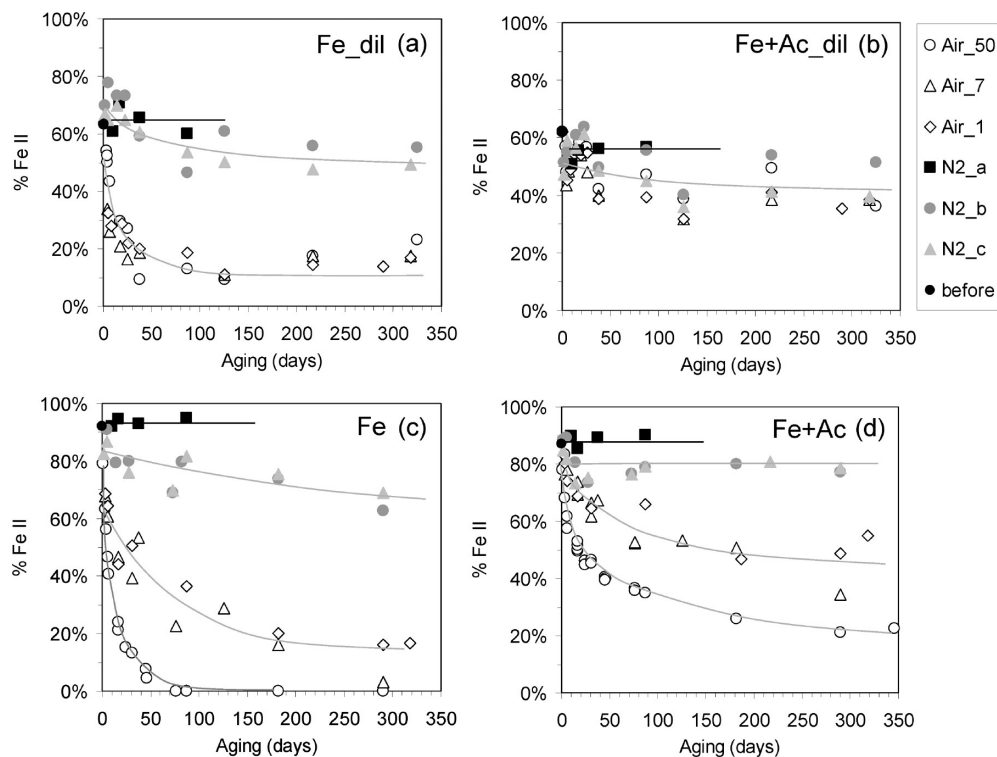 100%
80%
60%
40%
20%
0%
% Fe II
Fe_dil (a)
0 50 100 150 200 250 300 350
Aging (days)
100%
80%
60%
40%
20%
0%
% Fe II
Fe+Ac_dil (b)
0 50 100 150 200 250 300 350
Aging (days)
Air_50
Air_7
Air_1
N2_a
N2_b
N2_c
before
100%
80%
60%
40%
20%
0%
% Fe II
Fe (c)
0 50 100 150 200 250 300 350
Aging (days)
100%
80%
60%
40%
20%
0%
% Fe II
Fe+Ac (d)
0 50 100 150 200 250 300 350
Aging (days)